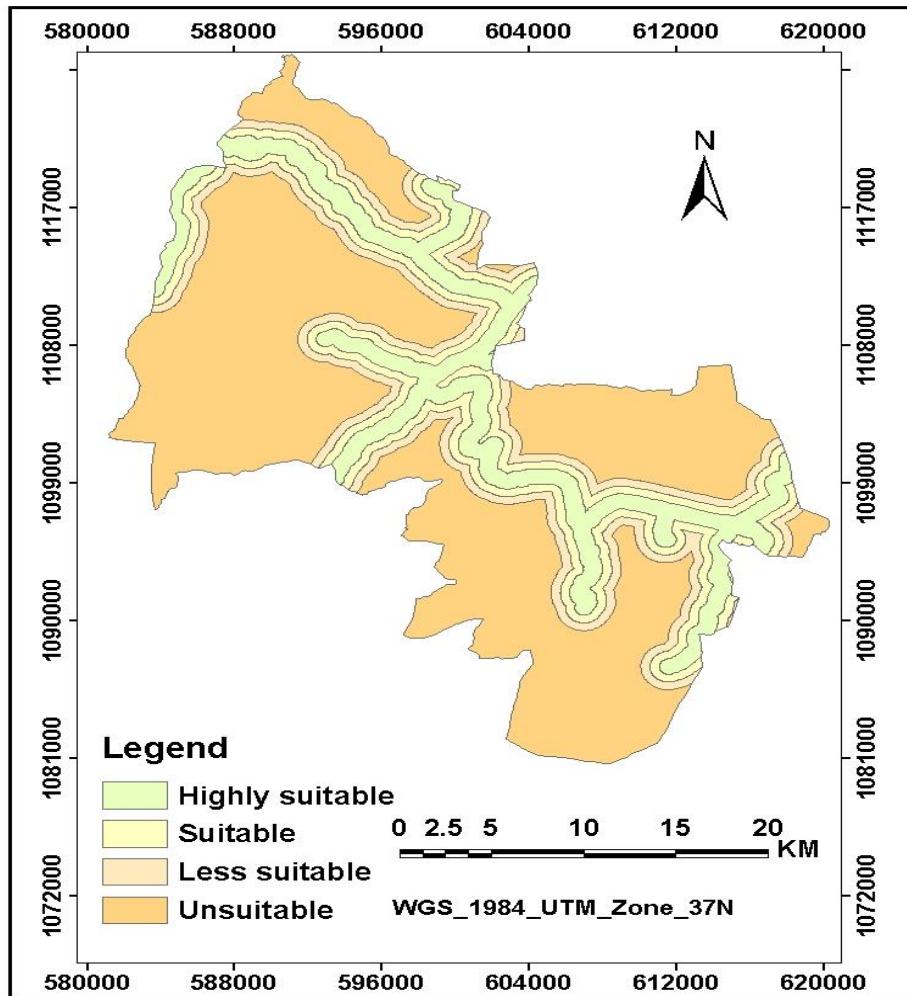 580000 588000 596000 604000 612000 620000
N
1117000 1117000
1108000 1108000
1099000 1099000
1090000 1090000
1081000 1081000
1072000 1072000
Legend
Highly suitable
Suitable
Less suitable
Unsuitable
0 2.5 5 10 15 20
KM
WGS_1984_UTM_Zone_37N
580000 588000 596000 604000 612000 620000